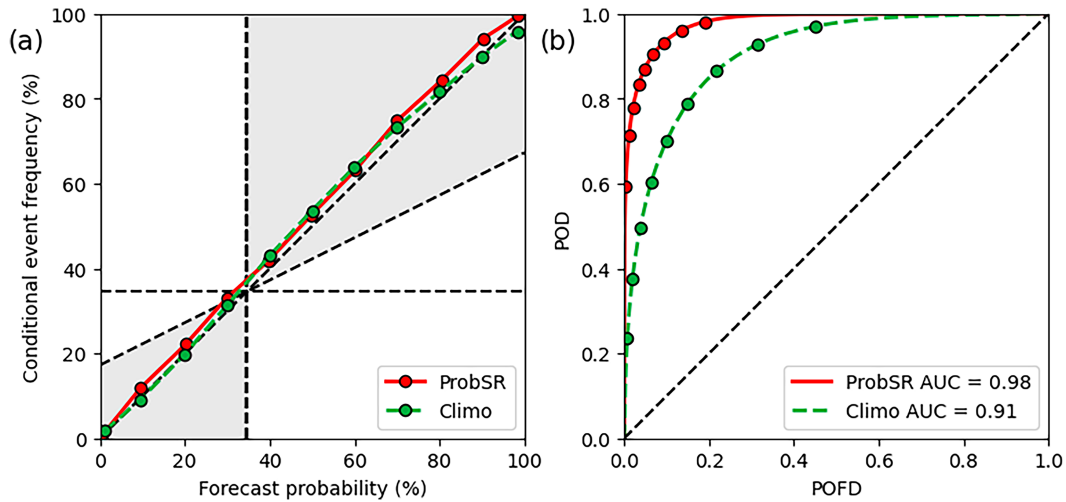 (a)
Conditional event frequency (%)
100
80
60
40
20
0
0 20 40 60 80 100
Forecast probability (%)
ProbSR
Climo
(b)
POD
1.0
0.8
0.6
0.4
0.2
0.0
0.0 0.2 0.4 0.6 0.8 1.0
POFD
ProbSR AUC = 0.98
Climo AUC = 0.91